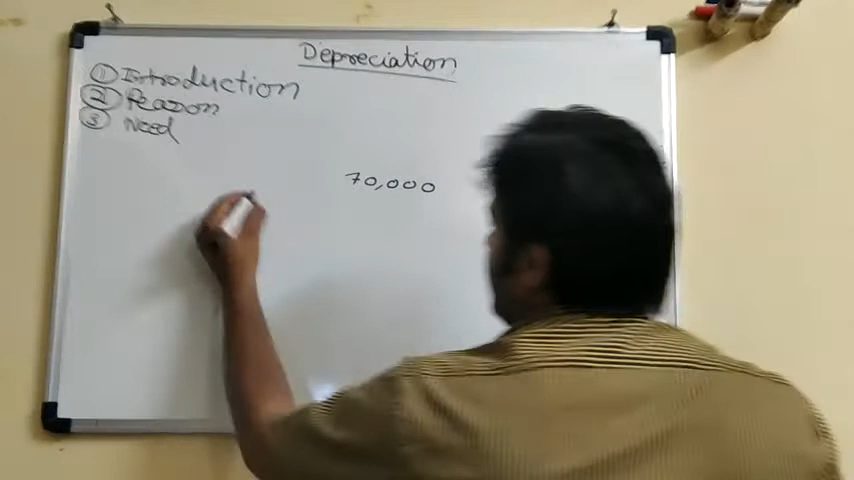 Depreciation
① Introduction
② Reason
③ Need
70,000